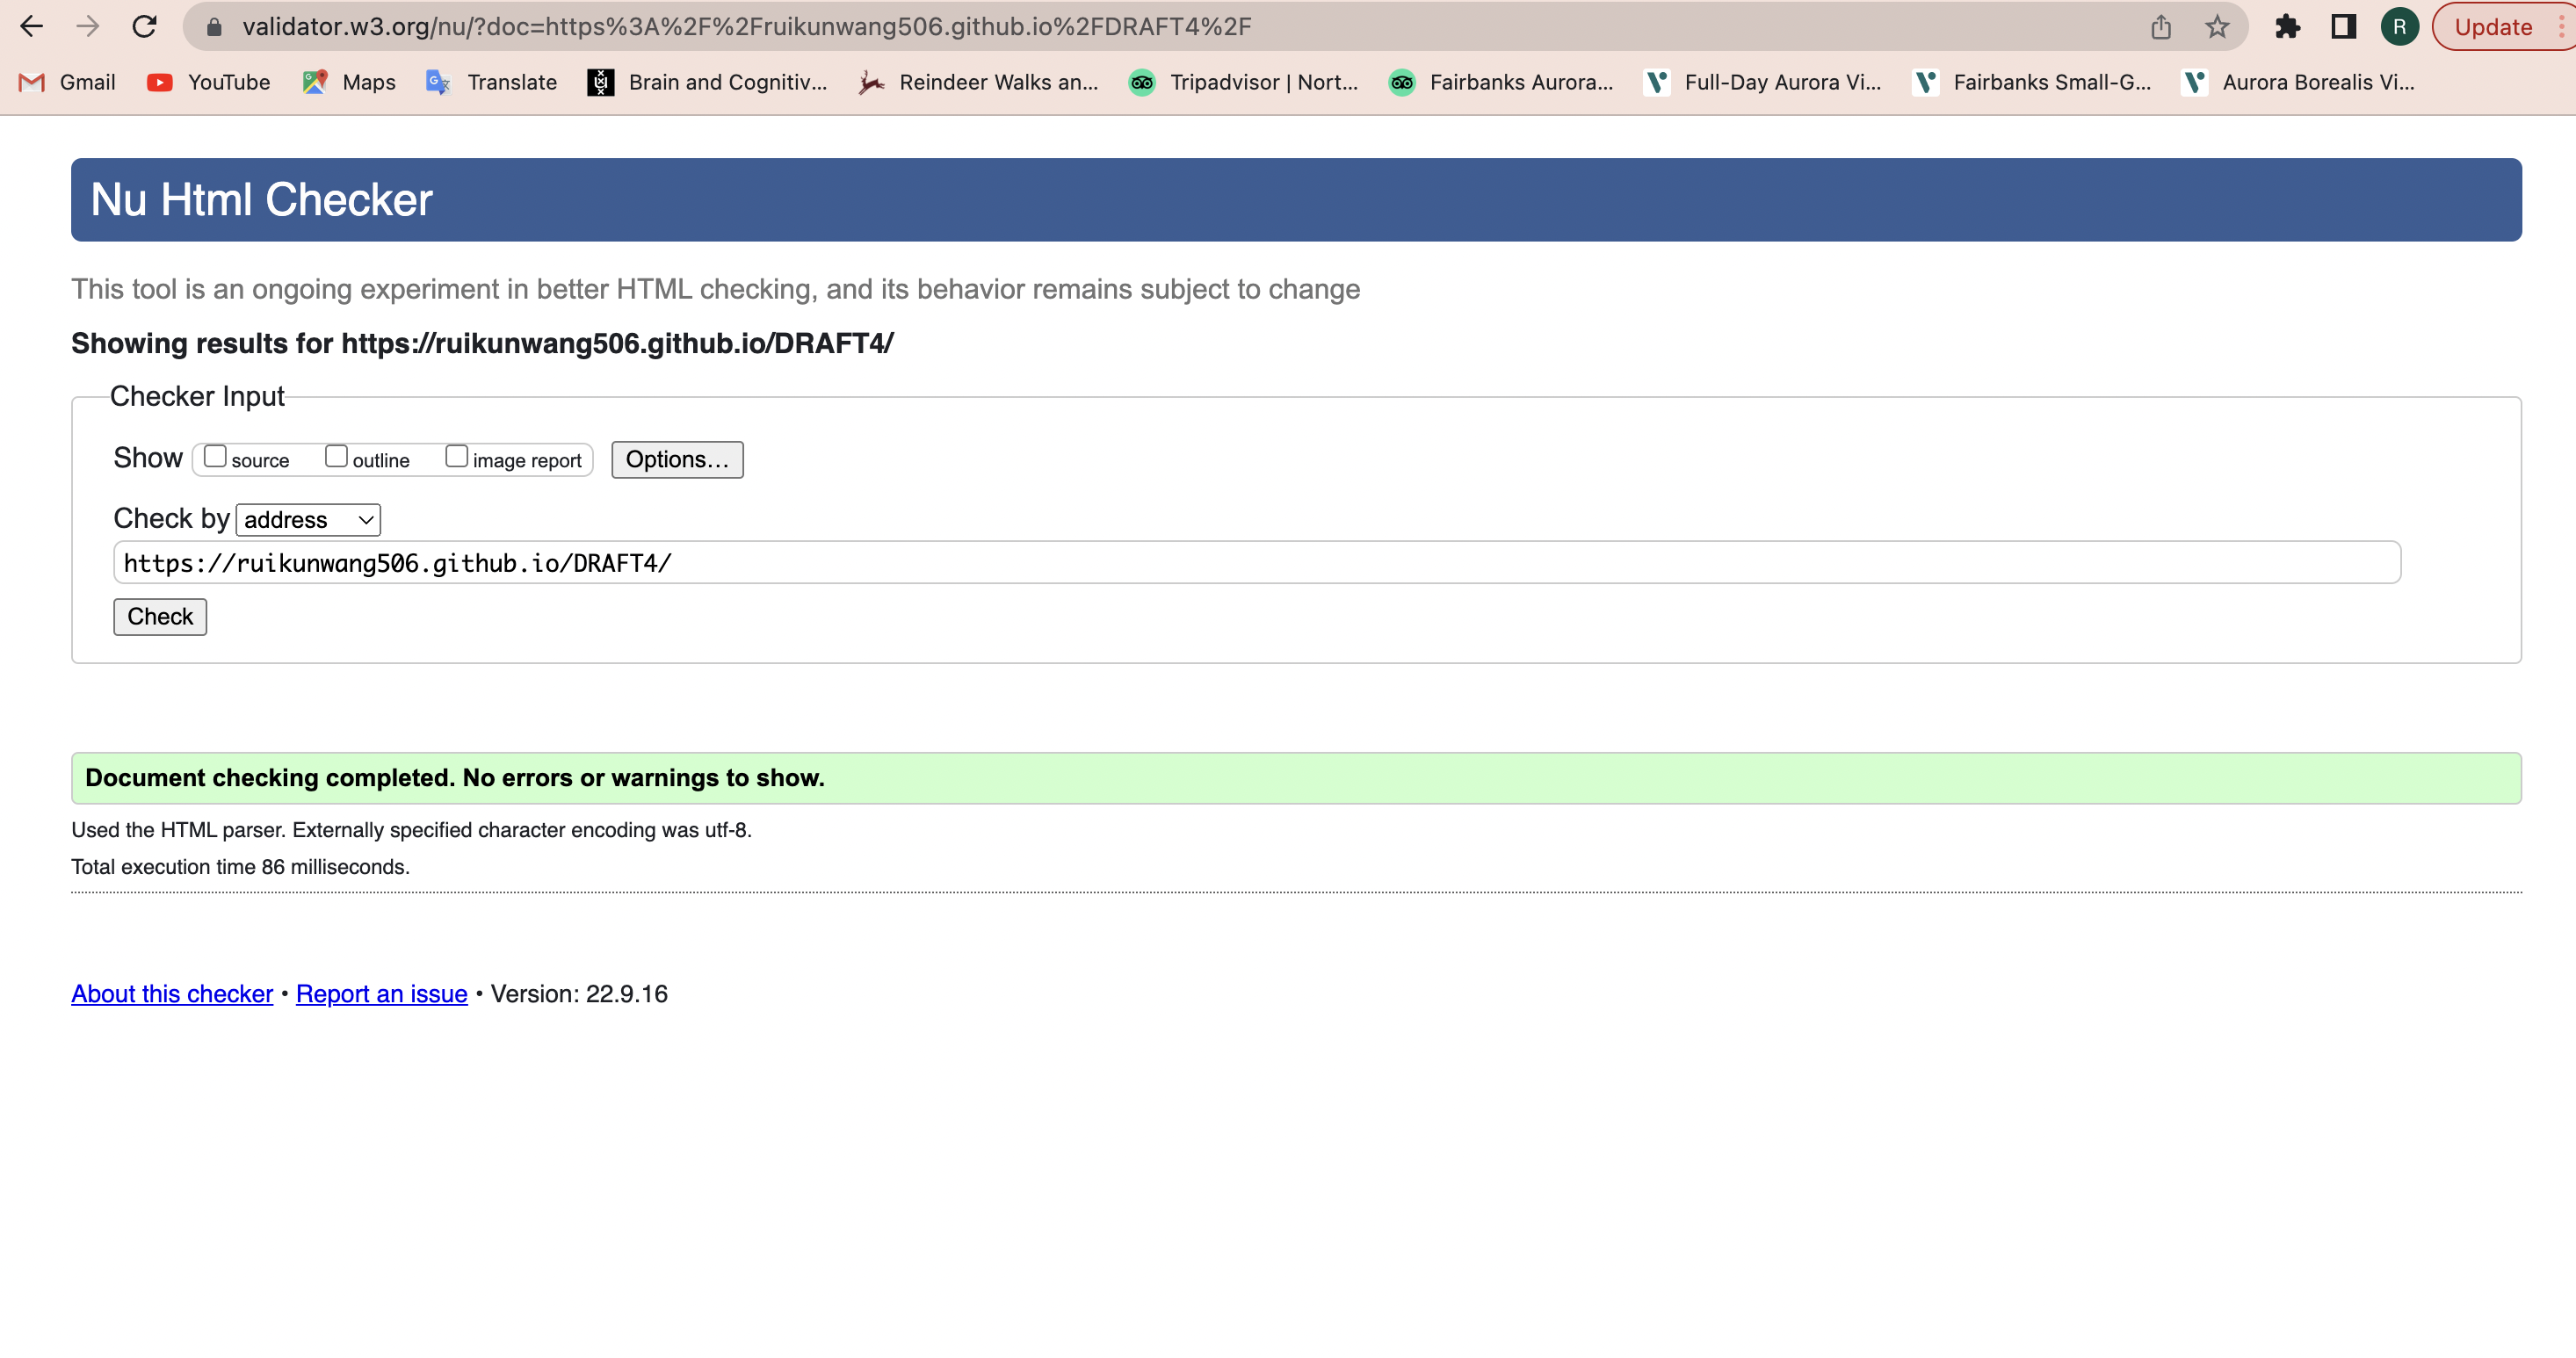 validator.w3.org/nu/?doc=https%3A%2F%2Fruikunwang506.github.io%2FDRAFT4%2F R Update
Gmail YouTube Maps Translate Brain and Cognitiv... Reindeer Walks an... Tripadvisor | Nort... Fairbanks Aurora... Full-Day Aurora Vi... Fairbanks Small-G... Aurora Borealis Vi...
Nu Html Checker
This tool is an ongoing experiment in better HTML checking, and its behavior remains subject to change
Showing results for https://ruikunwang506.github.io/DRAFT4/
Checker Input
Show source outline image report Options...
Check by address
https://ruikunwang506.github.io/DRAFT4/
Check
Document checking completed. No errors or warnings to show.
Used the HTML parser. Externally specified character encoding was utf-8.
Total execution time 86 milliseconds.
About this checker • Report an issue • Version: 22.9.16